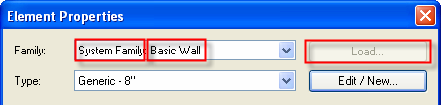 Element Properties
Family: System Family: Basic Wall Load...
Type: Generic - 8" Edit / New...